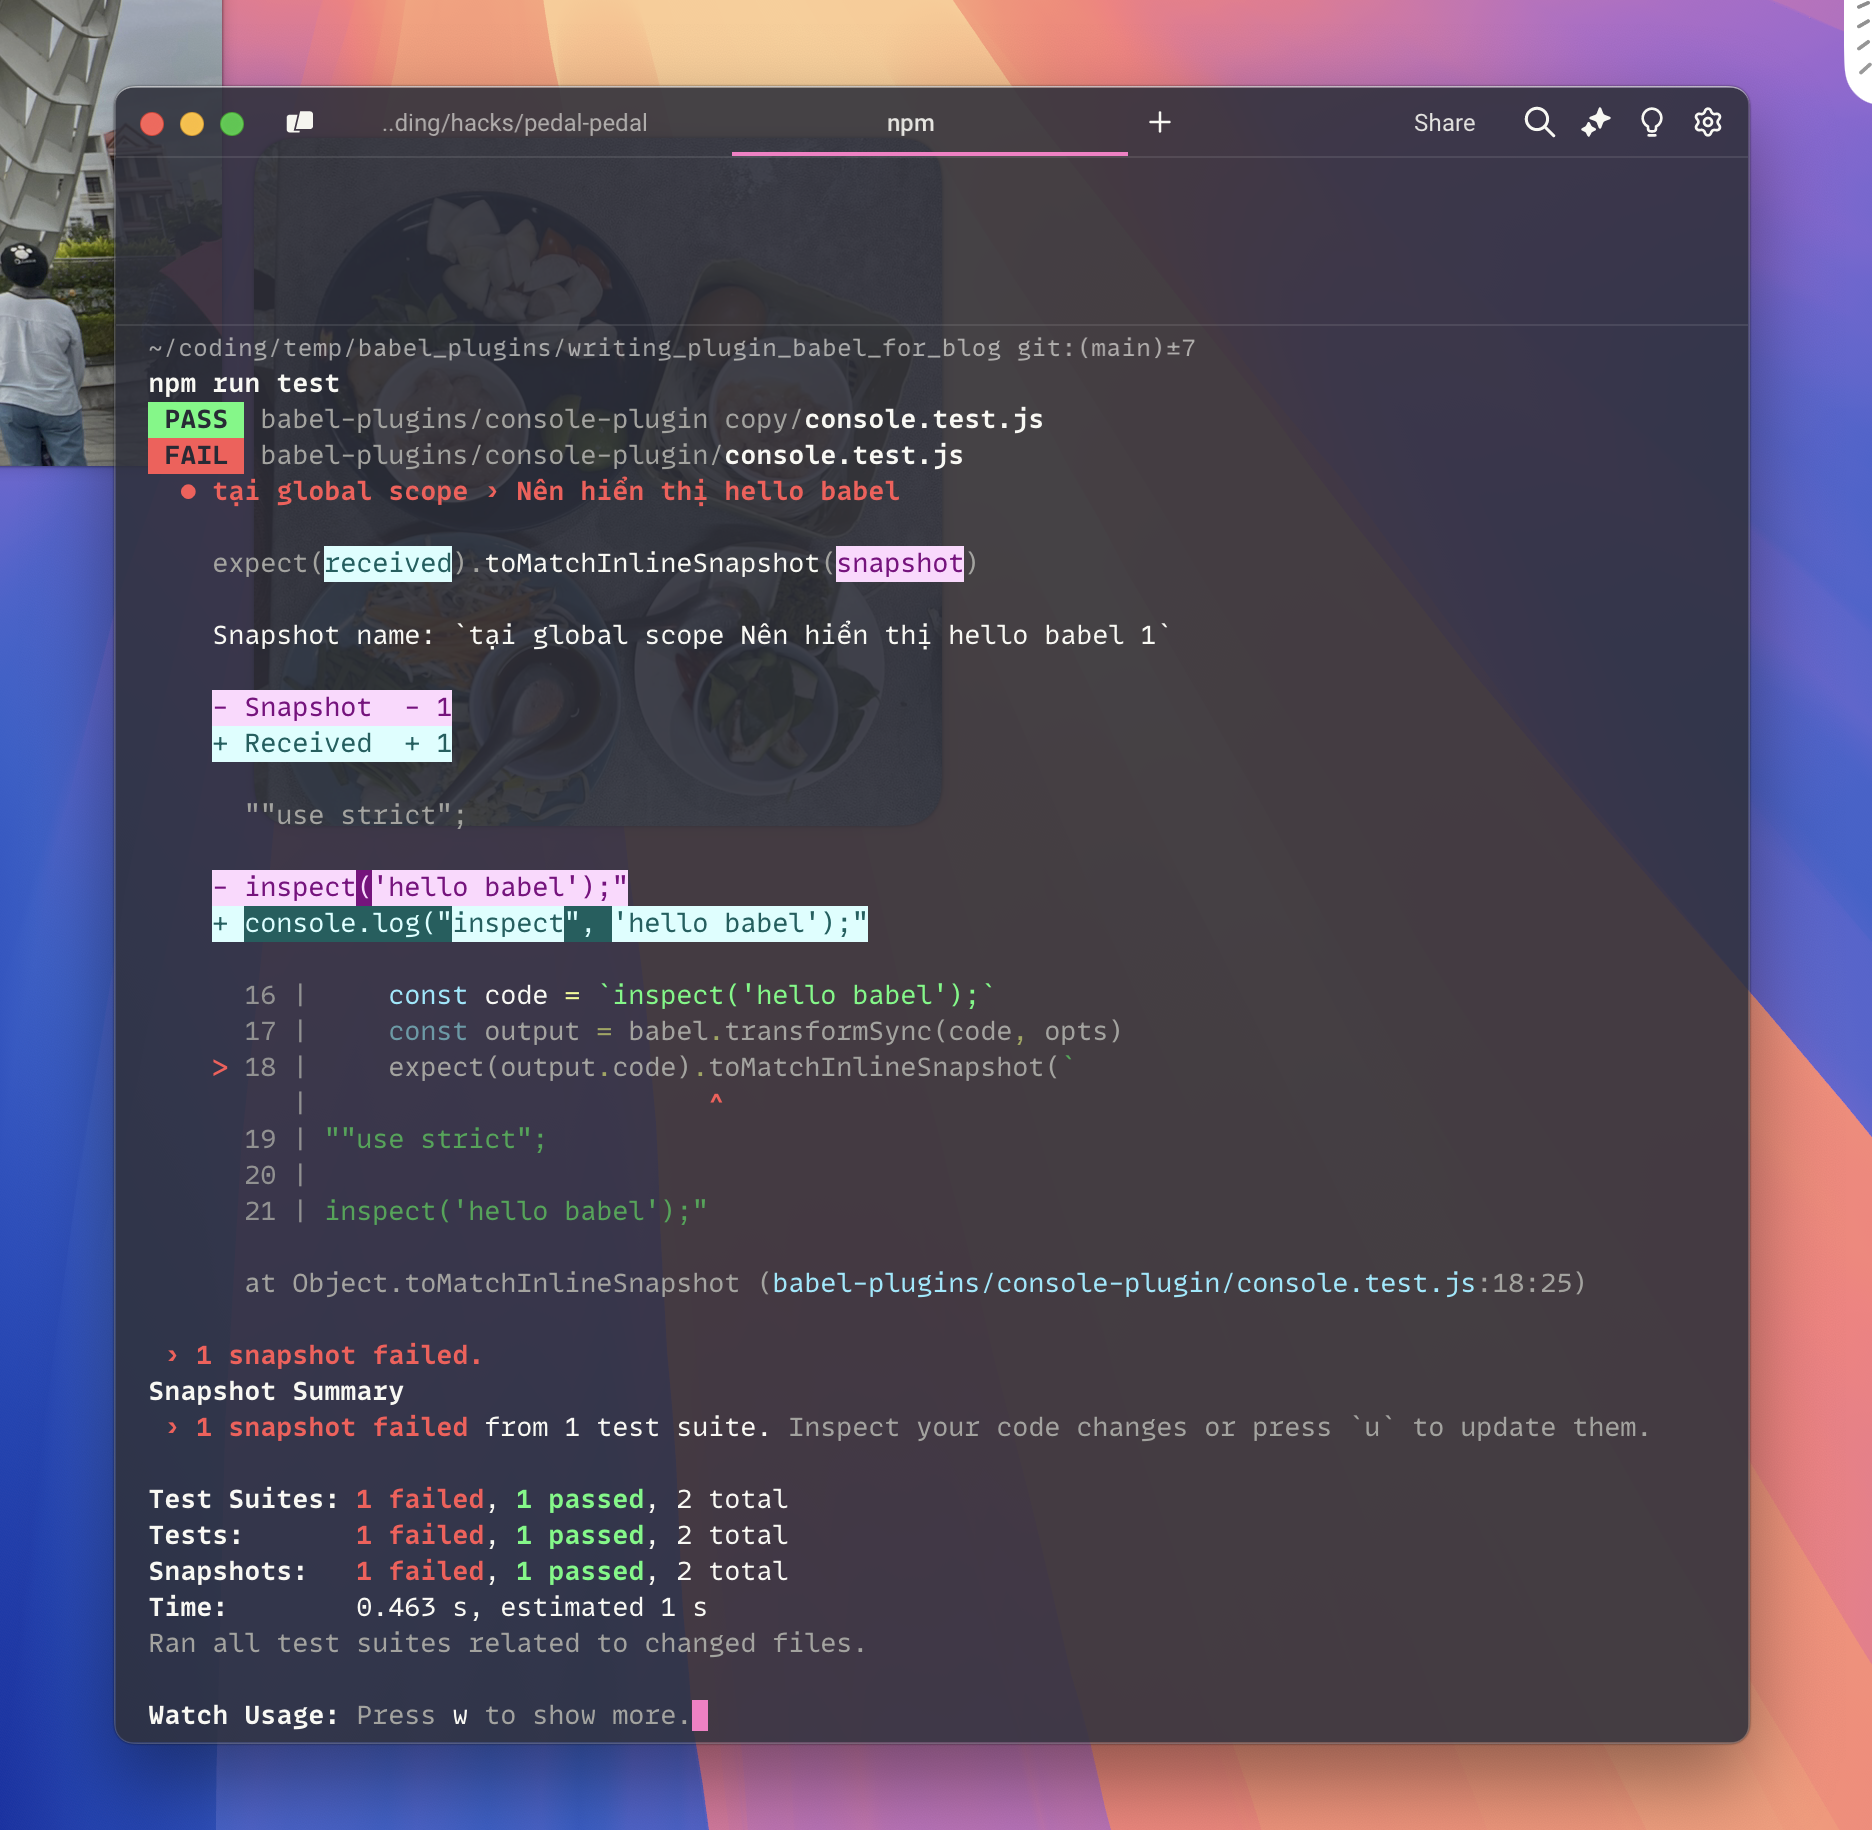 ..ding/hacks/pedal-pedal
npm
Share
~/coding/temp/babel_plugins/writing_plugin_babel_for_blog git:(main)±7
npm run test
PASS babel-plugins/console-plugin copy/console.test.js
FAIL babel-plugins/console-plugin/console.test.js
● tại global scope › Nên hiển thị hello babel
expect(received).toMatchInlineSnapshot(snapshot)
Snapshot name: `tại global scope Nên hiển thị hello babel 1`
- Snapshot  - 1
+ Received  + 1
""use strict";
- inspect('hello babel');"
+ console.log("inspect", 'hello babel');"
16 |     const code = `inspect('hello babel');`
17 |     const output = babel.transformSync(code, opts)
> 18 |     expect(output.code).toMatchInlineSnapshot(`
|                         ^
19 | ""use strict";
20 |
21 | inspect('hello babel');"
at Object.toMatchInlineSnapshot (babel-plugins/console-plugin/console.test.js:18:25)
› 1 snapshot failed.
Snapshot Summary
› 1 snapshot failed from 1 test suite. Inspect your code changes or press `u` to update them.
Test Suites: 1 failed, 1 passed, 2 total
Tests:       1 failed, 1 passed, 2 total
Snapshots:   1 failed, 1 passed, 2 total
Time:        0.463 s, estimated 1 s
Ran all test suites related to changed files.
Watch Usage: Press w to show more.